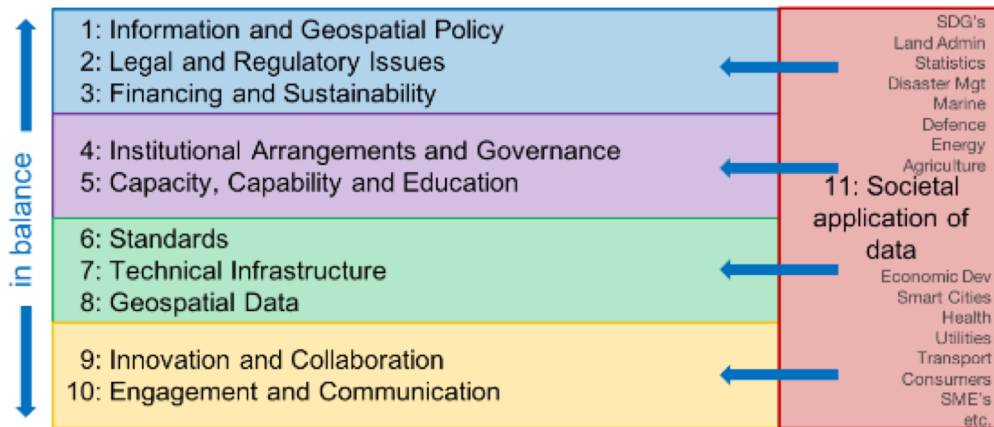 in balance
1: Information and Geospatial Policy
2: Legal and Regulatory Issues
3: Financing and Sustainability
4: Institutional Arrangements and Governance
5: Capacity, Capability and Education
6: Standards
7: Technical Infrastructure
8: Geospatial Data
9: Innovation and Collaboration
10: Engagement and Communication
SDG's
Land Admin
Statistics
Disaster Mgt
Marine
Defence
Energy
Agriculture
11: Societal
application of
data
Economic Dev
Smart Cities
Health
Utilities
Transport
Consumers
SME's
etc.